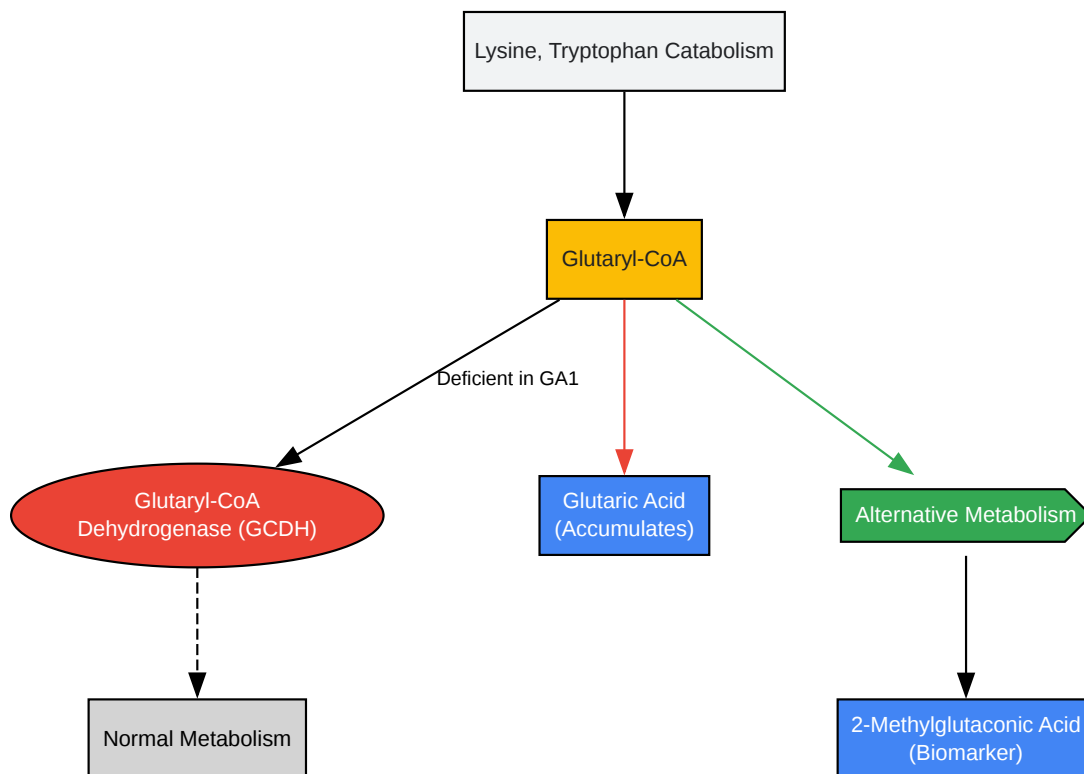 Lysine, Tryptophan Catabolism
Glutaryl-CoA
Deficient in GA1
Glutaryl-CoA
Dehydrogenase (GCDH)
Glutaric Acid
(Accumulates)
Alternative Metabolism
Normal Metabolism
2-Methylglutaconic Acid
(Biomarker)